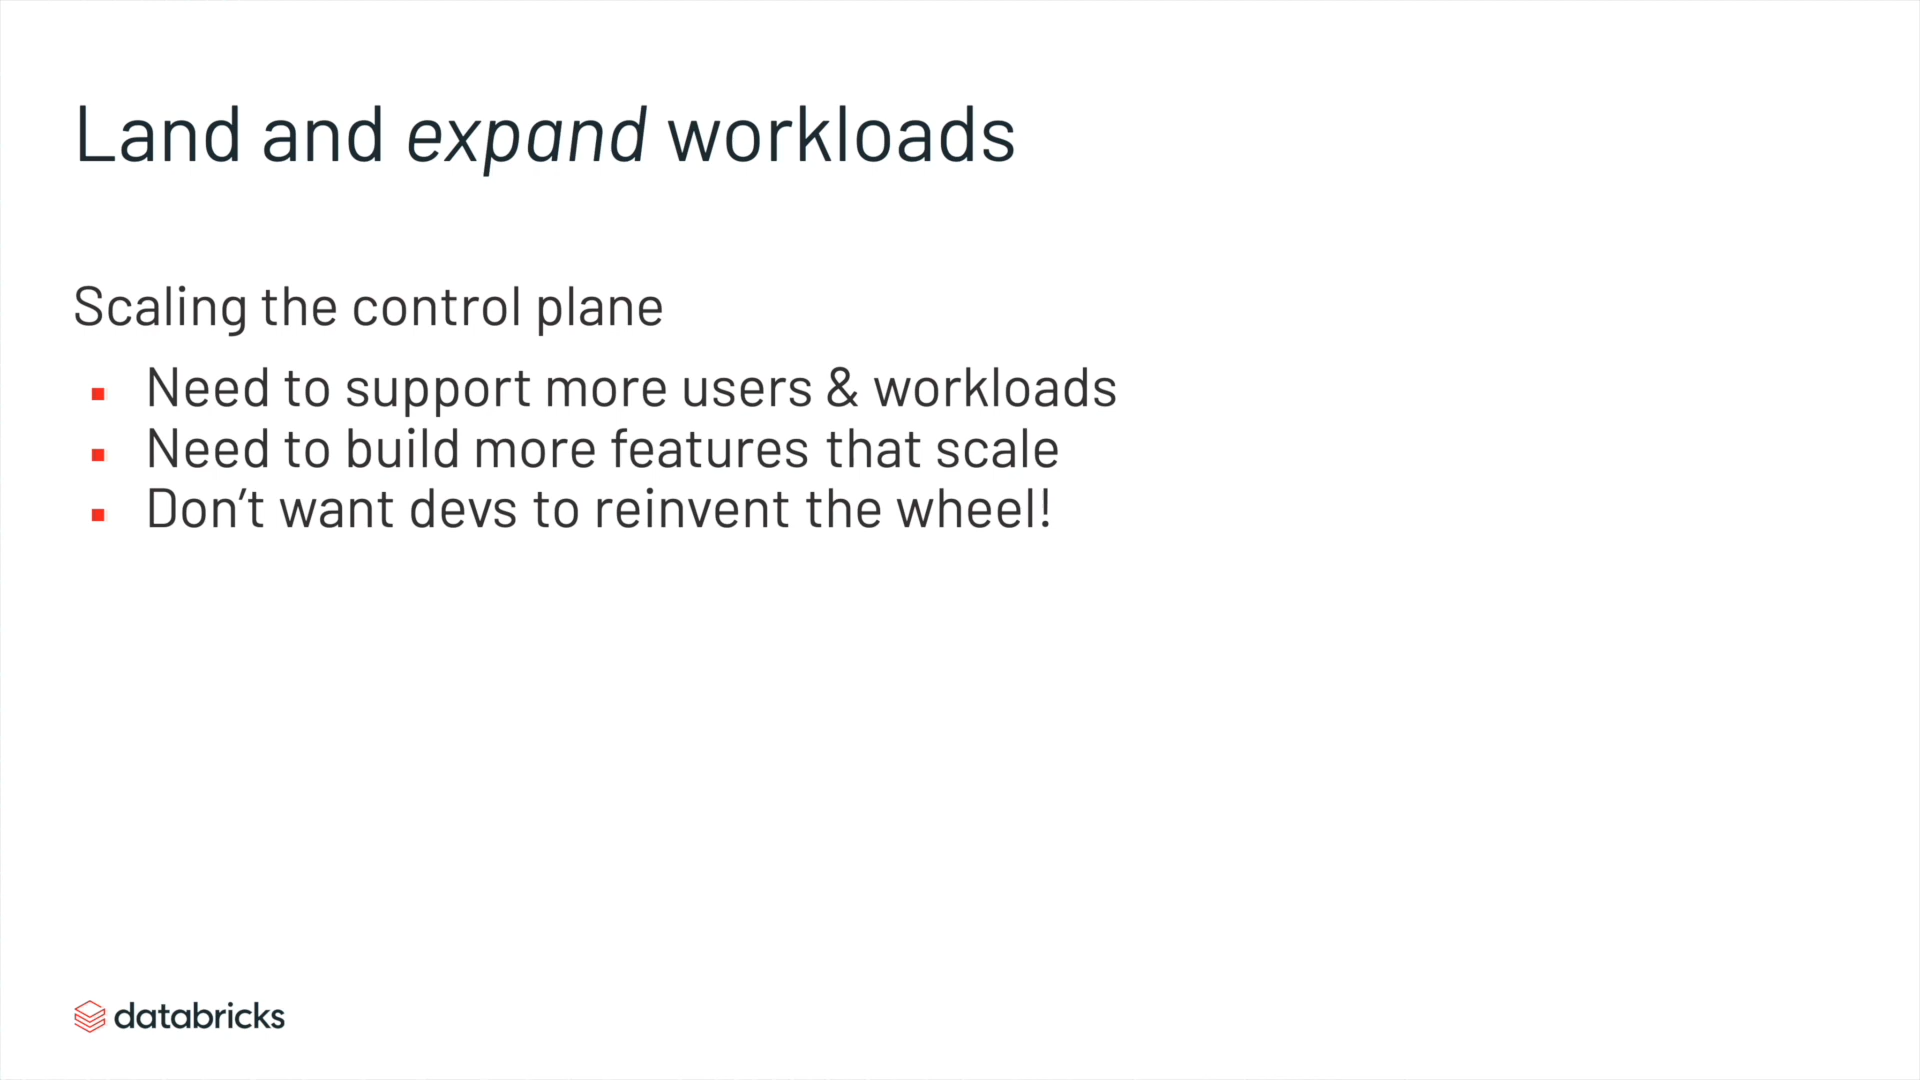 Land and expand workloads
Scaling the control plane
▪ Need to support more users & workloads
▪ Need to build more features that scale
▪ Don’t want devs to reinvent the wheel!
databricks